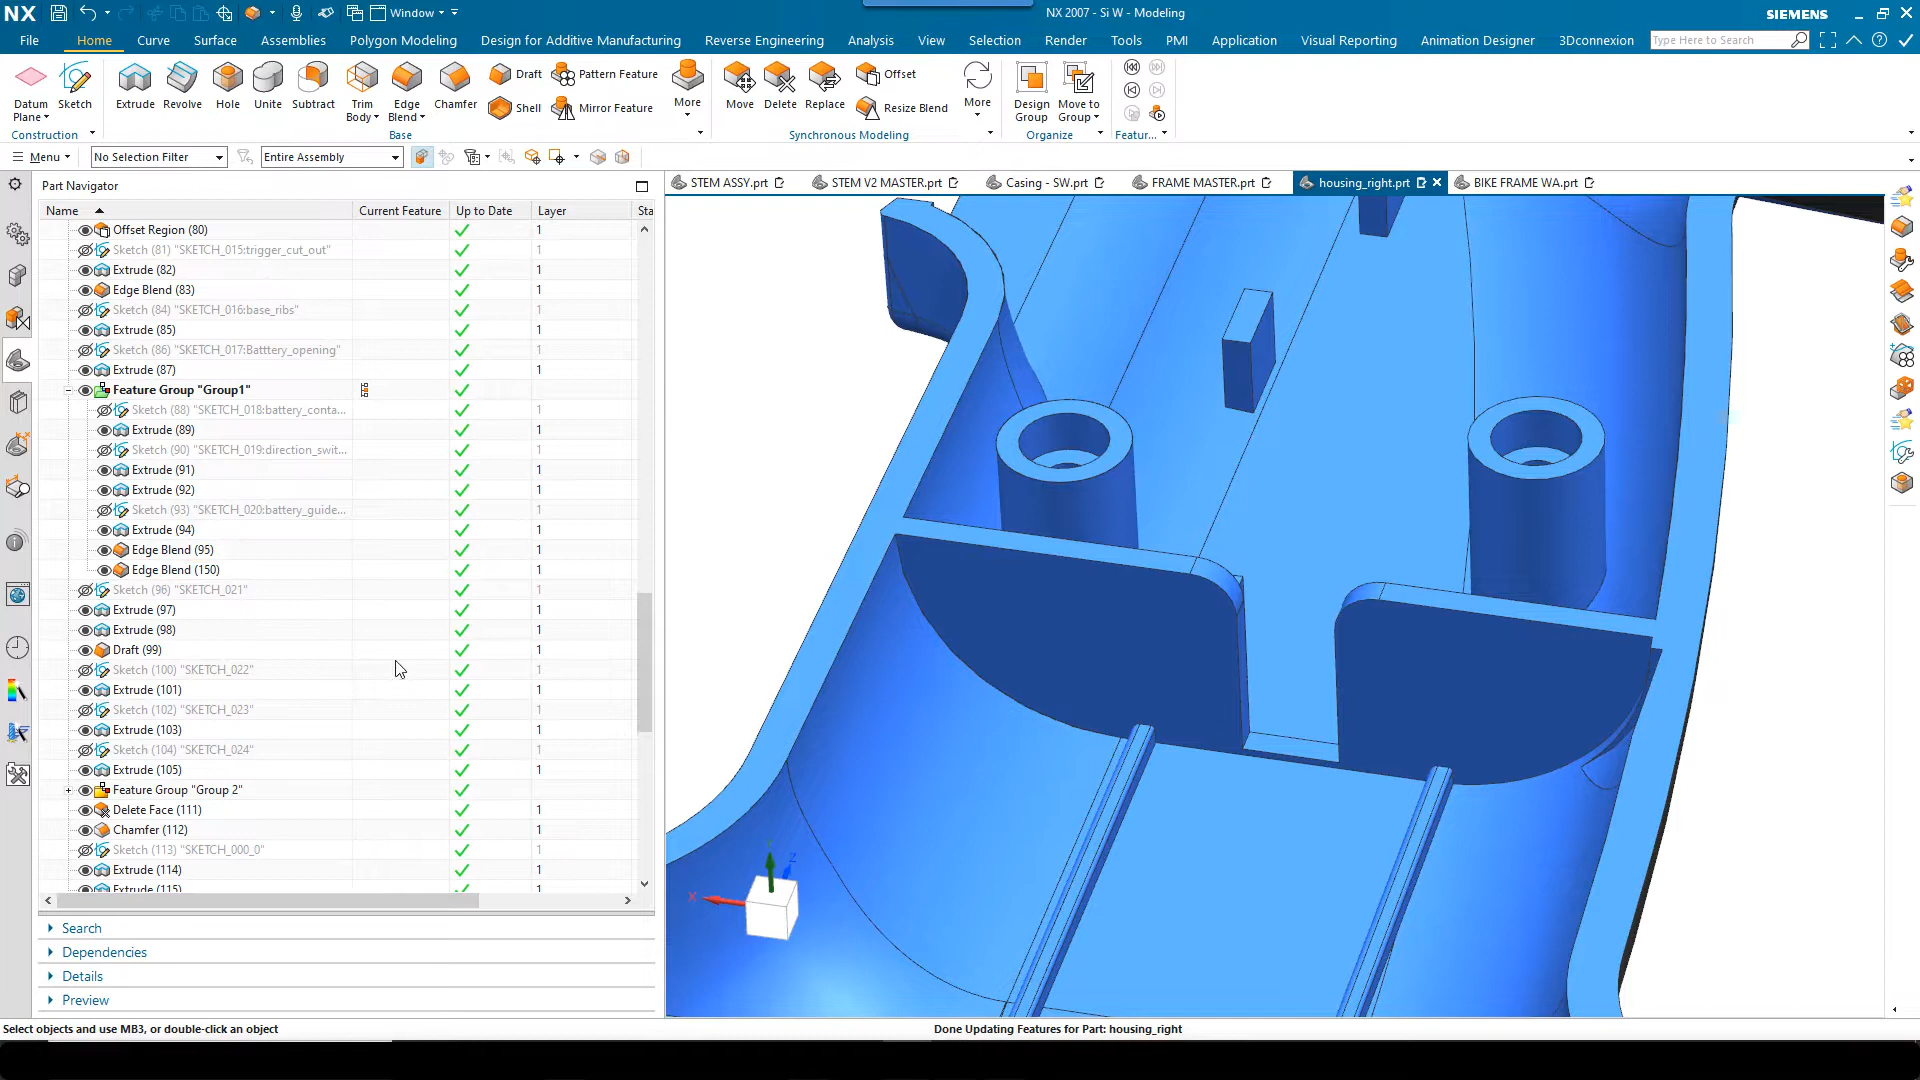 NX
Window
NX 2007 - Si W - Modeling
SIEMENS
File
Home
Curve
Surface
Assemblies
Polygon Modeling
Design for Additive Manufacturing
Reverse Engineering
Analysis
View
Selection
Render
Tools
PMI
Application
Visual Reporting
Animation Designer
3Dconnexion
Type Here to Search
Datum Plane
Sketch
Construction
Extrude
Revolve
Hole
Unite
Subtract
Trim Body
Edge Blend
Chamfer
Draft
Shell
Pattern Feature
Mirror Feature
More
Base
Move
Delete
Replace
Offset
Resize Blend
More
Synchronous Modeling
Design Group
Move to Group
Organize
Featur...
Menu
No Selection Filter
Entire Assembly
Part Navigator
STEM ASSY.prt
STEM V2 MASTER.prt
Casing - SW.prt
FRAME MASTER.prt
housing_right.prt
BIKE FRAME WA.prt
Name Current Feature Up to Date Layer Sta
Offset Region (80) 1
Sketch (81) "SKETCH_015:trigger_cut_out" 1
Extrude (82) 1
Edge Blend (83) 1
Sketch (84) "SKETCH_016:base_ribs" 1
Extrude (85) 1
Sketch (86) "SKETCH_017:Batttery_opening" 1
Extrude (87) 1
Feature Group "Group1"
Sketch (88) "SKETCH_018:battery_conta... 1
Extrude (89) 1
Sketch (90) "SKETCH_019:direction_swit... 1
Extrude (91) 1
Extrude (92) 1
Sketch (93) "SKETCH_020:battery_guide... 1
Extrude (94) 1
Edge Blend (95) 1
Edge Blend (150) 1
Sketch (96) "SKETCH_021" 1
Extrude (97) 1
Extrude (98) 1
Draft (99) 1
Sketch (100) "SKETCH_022" 1
Extrude (101) 1
Sketch (102) "SKETCH_023" 1
Extrude (103) 1
Sketch (104) "SKETCH_024" 1
Extrude (105) 1
Feature Group "Group 2"
Delete Face (111) 1
Chamfer (112) 1
Sketch (113) "SKETCH_000_0" 1
Extrude (114) 1
Extrude (115) 1
Search
Dependencies
Details
Preview
X
Z
Select objects and use MB3, or double-click an object
Done Updating Features for Part: housing_right